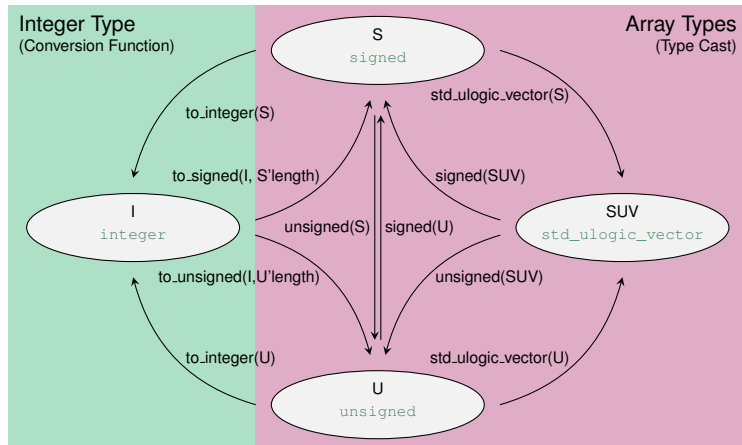 Integer Type
(Conversion Function)
Array Types
(Type Cast)
S
signed
to_integer(S)
std_ulogic_vector(S)
to_signed(I, S'length)
signed(SUV)
I
integer
unsigned(S)
signed(U)
SUV
std_ulogic_vector
to_unsigned(I,U'length)
unsigned(SUV)
to_integer(U)
std_ulogic_vector(U)
U
unsigned